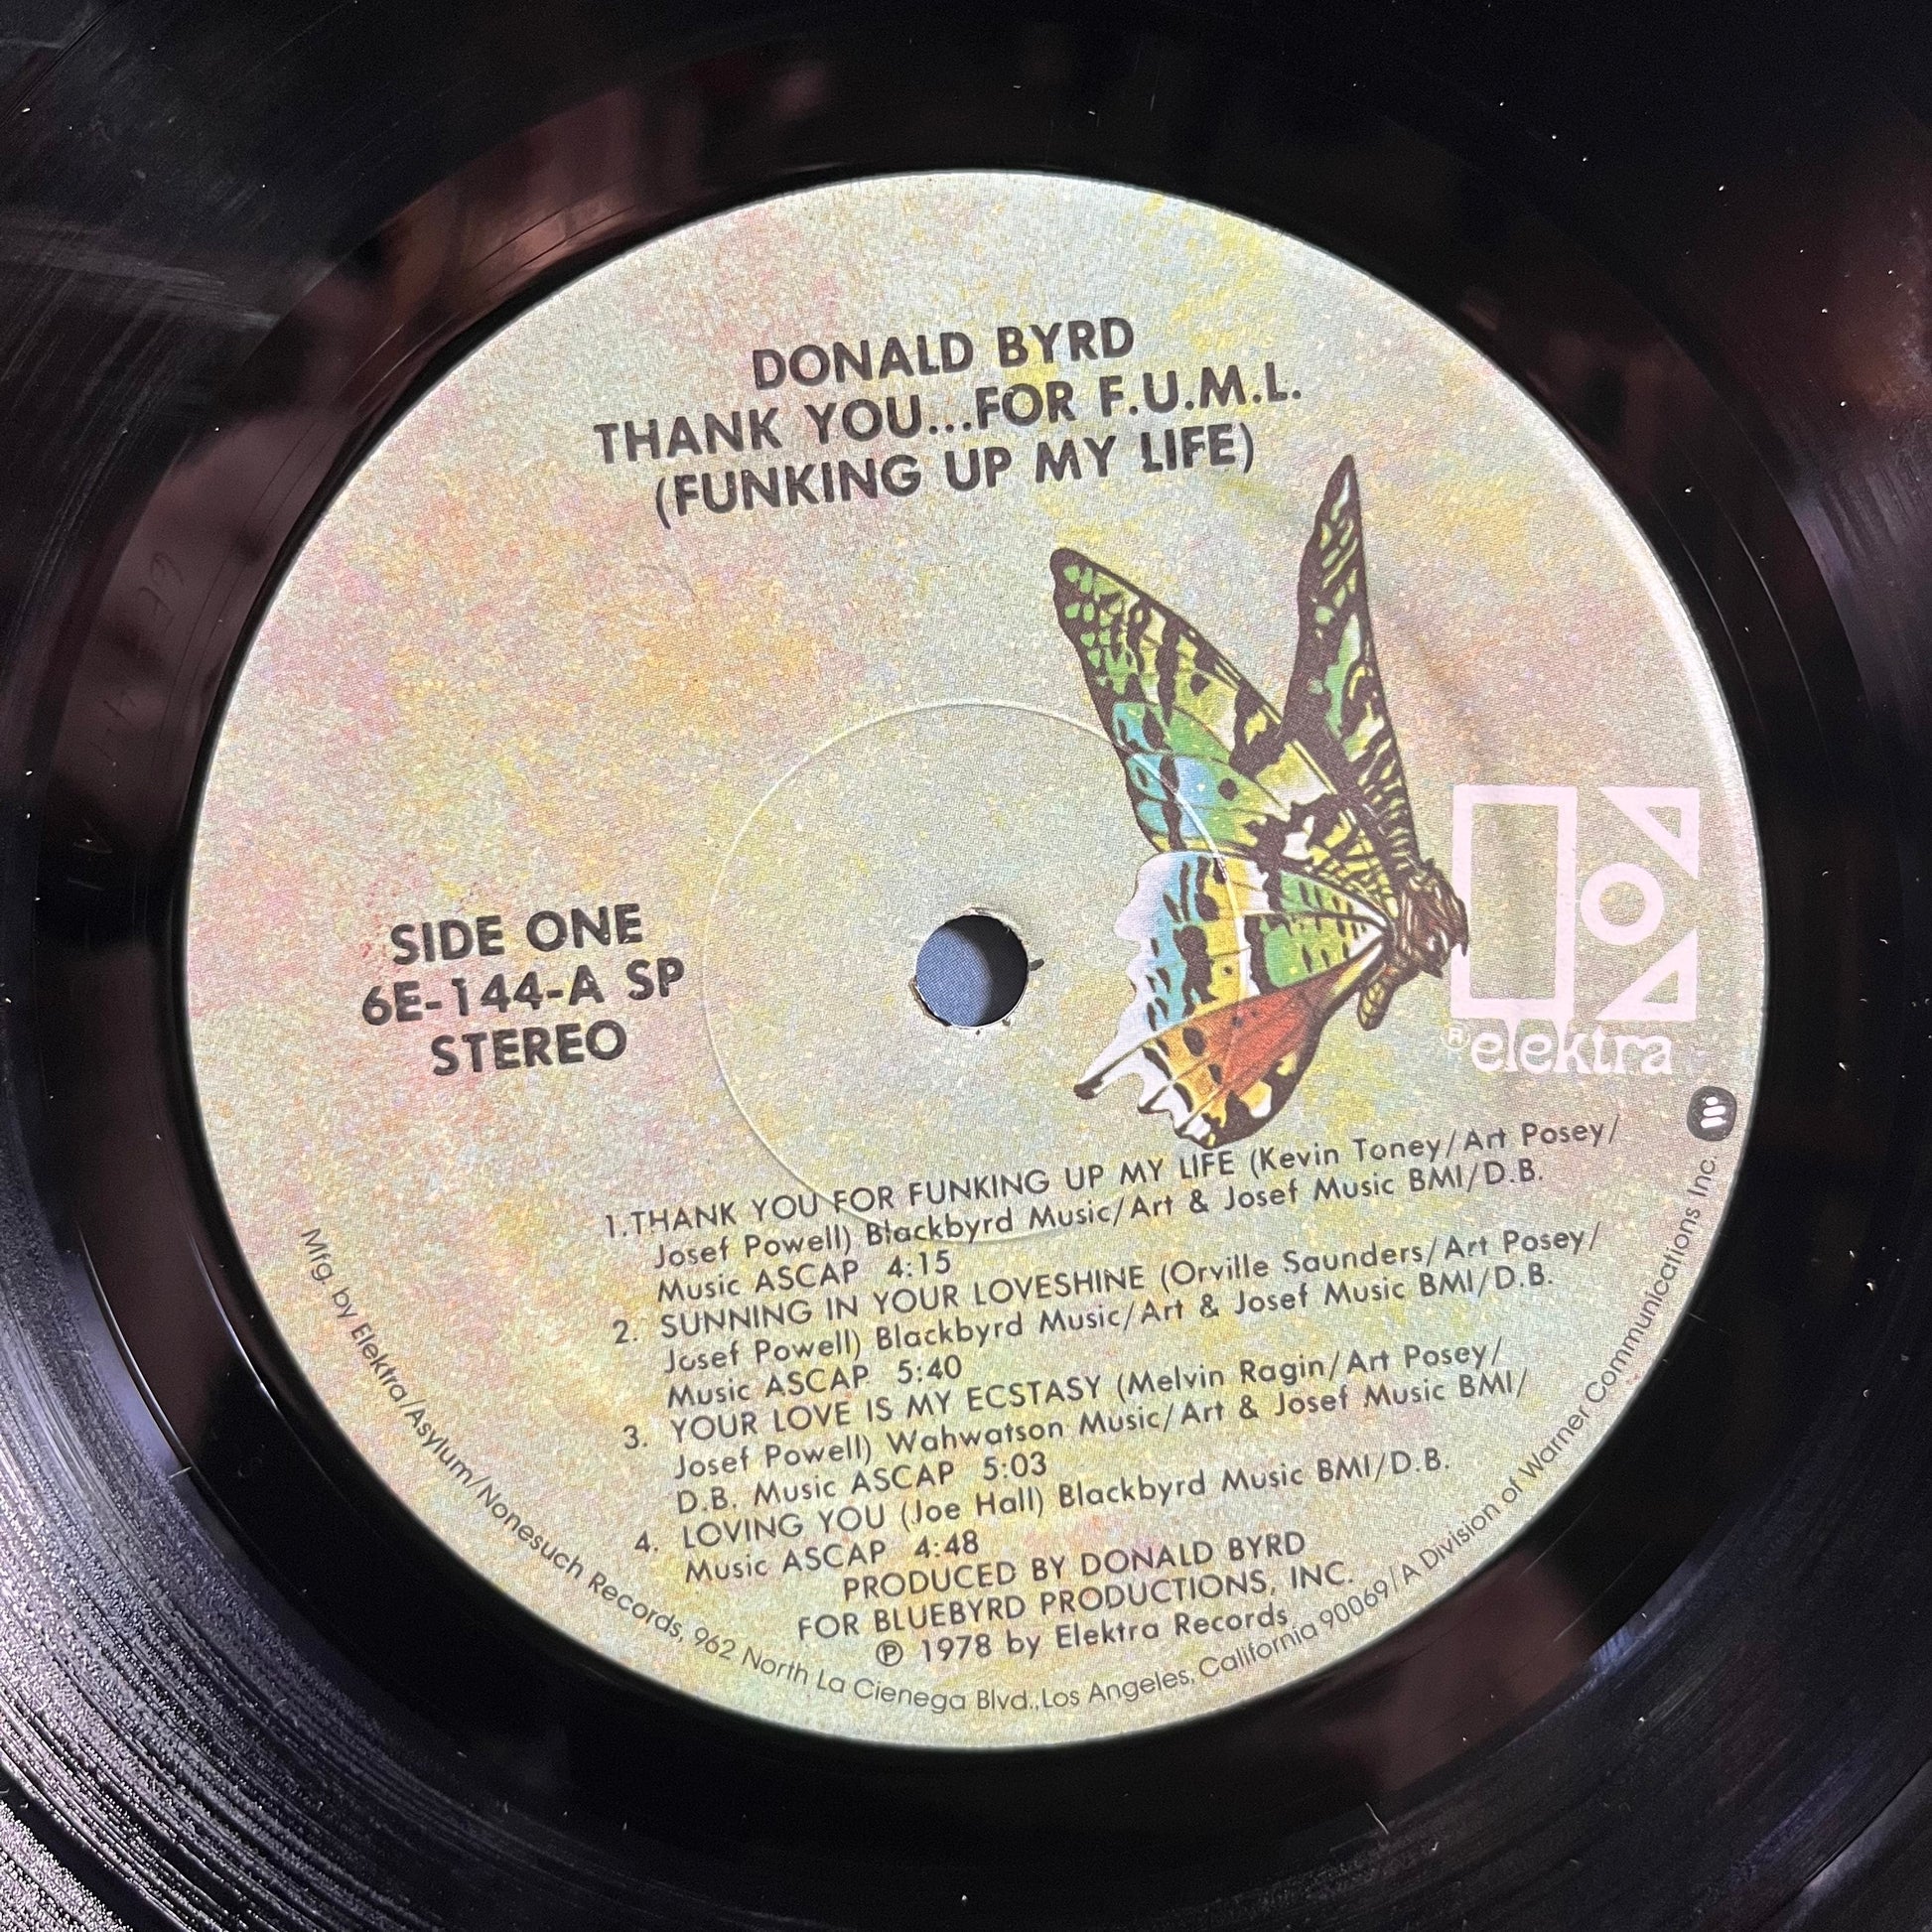 DONALD BYRD
THANK YOU...FOR F.U.M.L.
(FUNKING UP MY LIFE)
SIDE ONE
6E-144-A SP
STEREO
® elektra
1. THANK YOU FOR FUNKING UP MY LIFE (Kevin Toney/Art Posey/
Josef Powell) Blackbyrd Music/Art & Josef Music BMI/D.B.
Music ASCAP 4:15
2. SUNNING IN YOUR LOVESHINE (Orville Saunders/Art Posey/
Josef Powell) Blackbyrd Music/Art & Josef Music BMI/D.B.
Music ASCAP 5:40
3. YOUR LOVE IS MY ECSTASY (Melvin Ragin/Art Posey/
Josef Powell) Wahwatson Music/Art & Josef Music BMI/
D.B. Music ASCAP 5:03
4. LOVING YOU (Joe Hall) Blackbyrd Music BMI/D.B.
Music ASCAP 4:48
PRODUCED BY DONALD BYRD
FOR BLUEBYRD PRODUCTIONS, INC.
℗ 1978 by Elektra Records
Mfg. by Elektra/Asylum/Nonesuch Records, 962 North La Cienega Blvd., Los Angeles, California 90069/A Division of Warner Communications Inc.